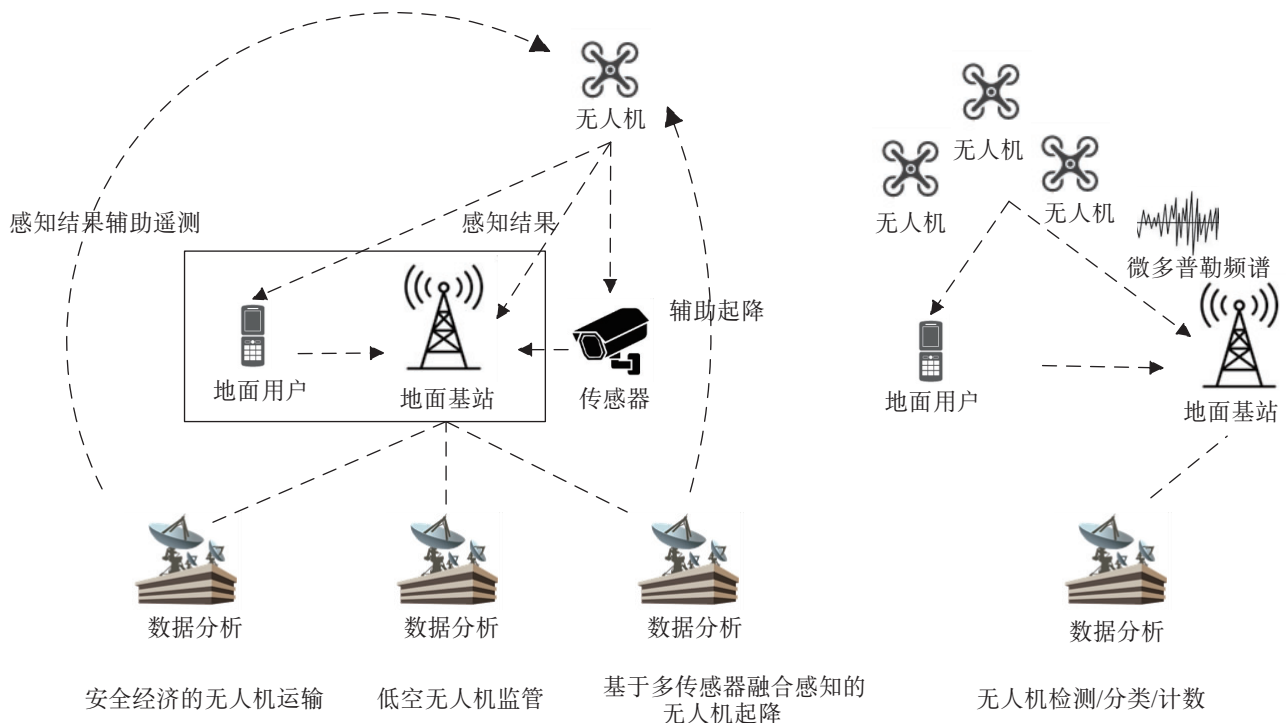 无人机
无人机
无人机
无人机
感知结果辅助遥测
感知结果
微多普勒频谱
辅助起降
地面用户
地面基站
传感器
地面用户
地面基站
数据分析
数据分析
数据分析
数据分析
安全经济的无人机运输
低空无人机监管
基于多传感器融合感知的
无人机起降
无人机检测/分类/计数